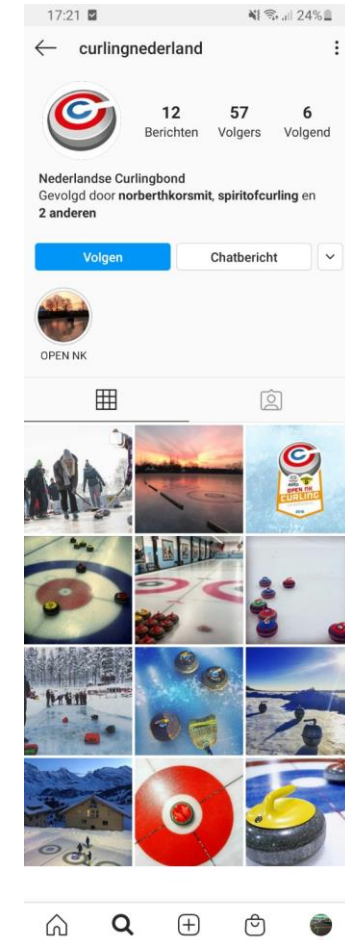 17:21 24%
curlingnederland
12 57 6
Berichten Volgers Volgend
Nederlandse Curlingbond
Gevolgd door norberthkorsmit, spiritofcurling en
2 anderen
Volgen Chatbericht
OPEN NK
OPEN NK
CURLING